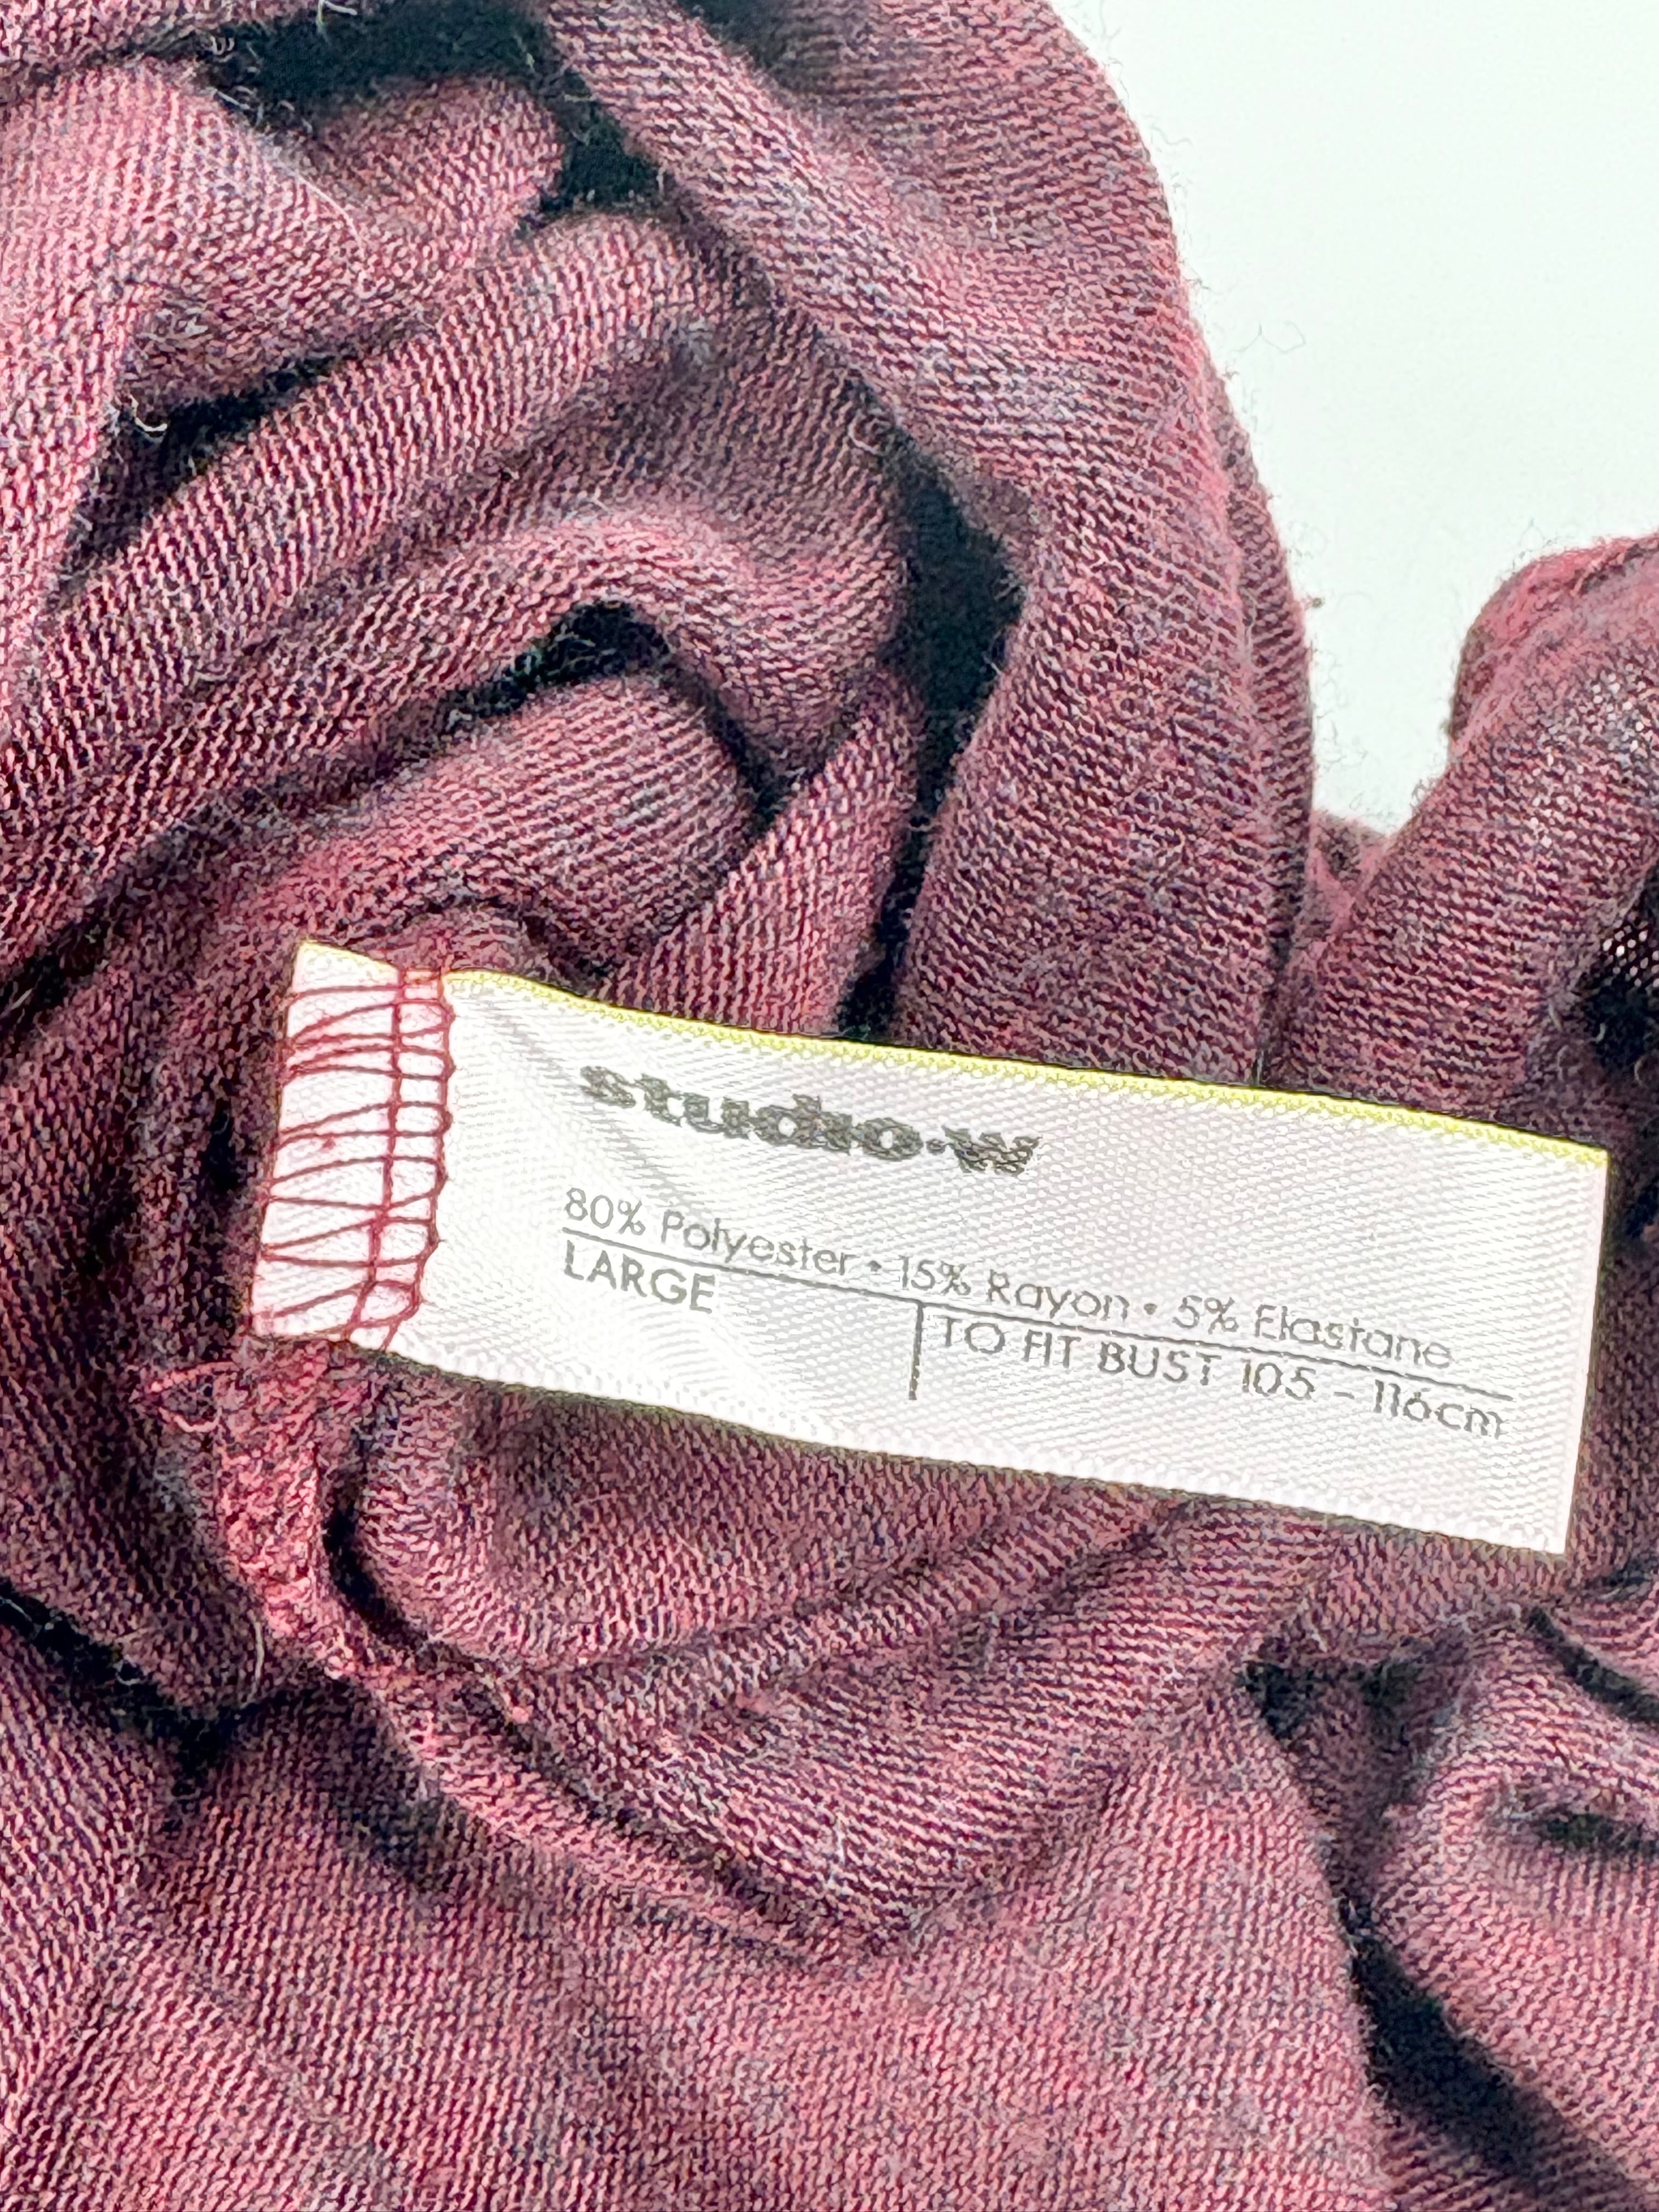 studio.w
80% Polyester • 15% Rayon • 5% Elastane
LARGE
TO FIT BUST 105 - 116cm